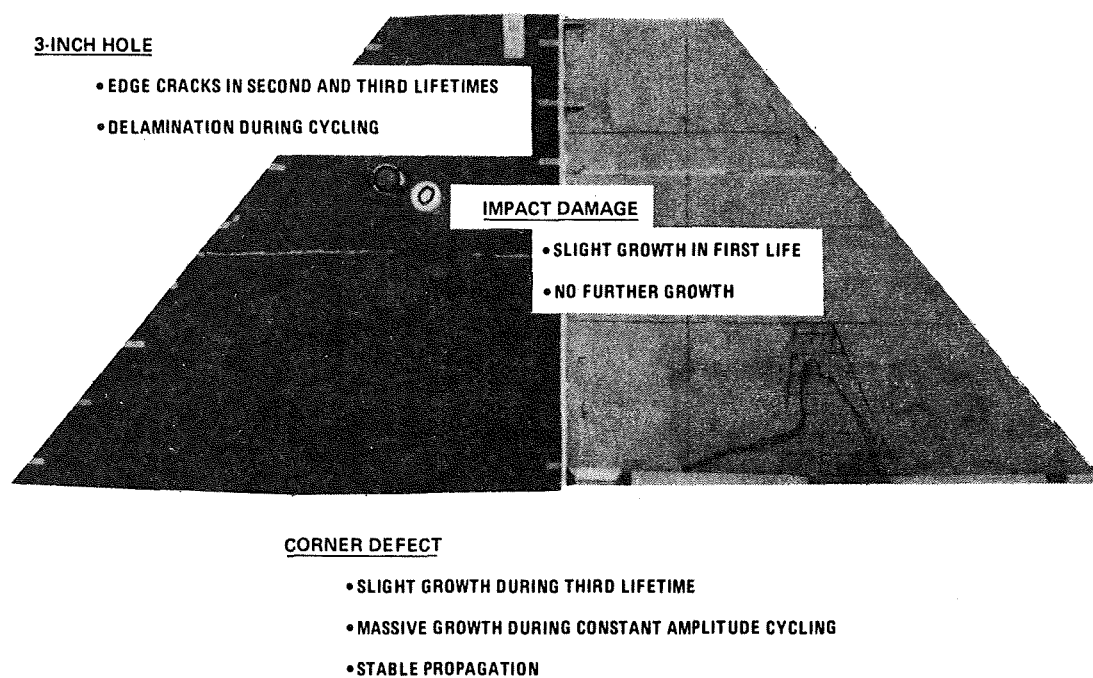 3-INCH HOLE
• EDGE CRACKS IN SECOND AND THIRD LIFETIMES
• DELAMINATION DURING CYCLING
IMPACT DAMAGE
• SLIGHT GROWTH IN FIRST LIFE
• NO FURTHER GROWTH
CORNER DEFECT
• SLIGHT GROWTH DURING THIRD LIFETIME
• MASSIVE GROWTH DURING CONSTANT AMPLITUDE CYCLING
• STABLE PROPAGATION